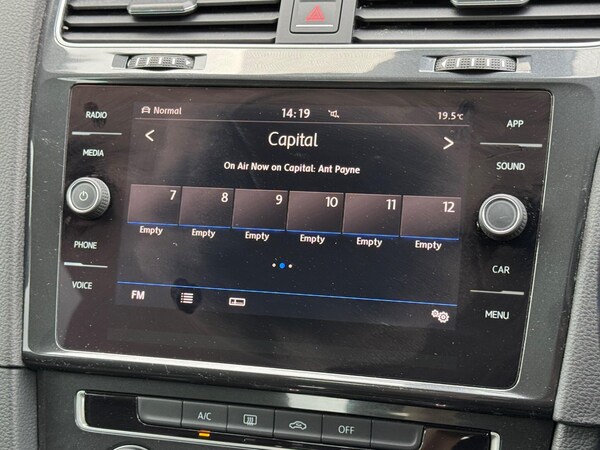 RADIO
MEDIA
PHONE
VOICE
Normal 14:19 19.5°C
< Capital >
On Air Now on Capital: Ant Payne
7 8 9 10 11 12
Empty Empty Empty Empty Empty Empty
FM
APP
SOUND
CAR
MENU
A/C OFF